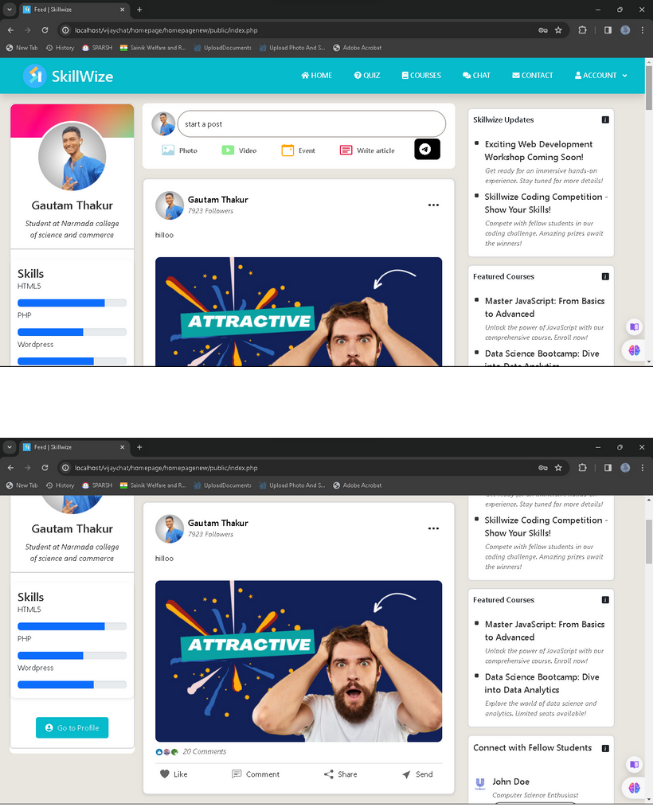 Feed | Skillwize
localhost/vijaychat/homepage/homepagenew/public/index.php
New Tab History SPARSH Sainik Welfare and R... UploadDocuments Upload Photo And S... Adobe Acrobat
SkillWize HOME QUIZ COURSES CHAT CONTACT ACCOUNT
start a post
Photo Video Event Write article
Gautam Thakur
Student at Narmada college
of science and commerce
Skills
HTML5
PHP
Wordpress
Gautam Thakur
7923 Followers
hilloo
ATTRACTIVE
Skillwize Updates
Exciting Web Development
Workshop Coming Soon!
Get ready for an immersive hands-on
experience. Stay tuned for more details!
Skillwize Coding Competition -
Show Your Skills!
Compete with fellow students in our
coding challenge. Amazing prizes await
the winners!
Featured Courses
Master JavaScript: From Basics
to Advanced
Unlock the power of JavaScript with our
comprehensive course. Enroll now!
Data Science Bootcamp: Dive
into Data Analytics
Feed | Skillwize
localhost/vijaychat/homepage/homepagenew/public/index.php
New Tab History SPARSH Sainik Welfare and R... UploadDocuments Upload Photo And S... Adobe Acrobat
Gautam Thakur
Student at Narmada college
of science and commerce
Skills
HTML5
PHP
Wordpress
Go to Profile
Gautam Thakur
7923 Followers
hilloo
ATTRACTIVE
20 Comments
Like Comment Share Send
experience. Stay tuned for more details!
Skillwize Coding Competition -
Show Your Skills!
Compete with fellow students in our
coding challenge. Amazing prizes await
the winners!
Featured Courses
Master JavaScript: From Basics
to Advanced
Unlock the power of JavaScript with our
comprehensive course. Enroll now!
Data Science Bootcamp: Dive
into Data Analytics
Explore the world of data science and
analytics. Limited seats available!
Connect with Fellow Students
John Doe
Computer Science Enthusiast